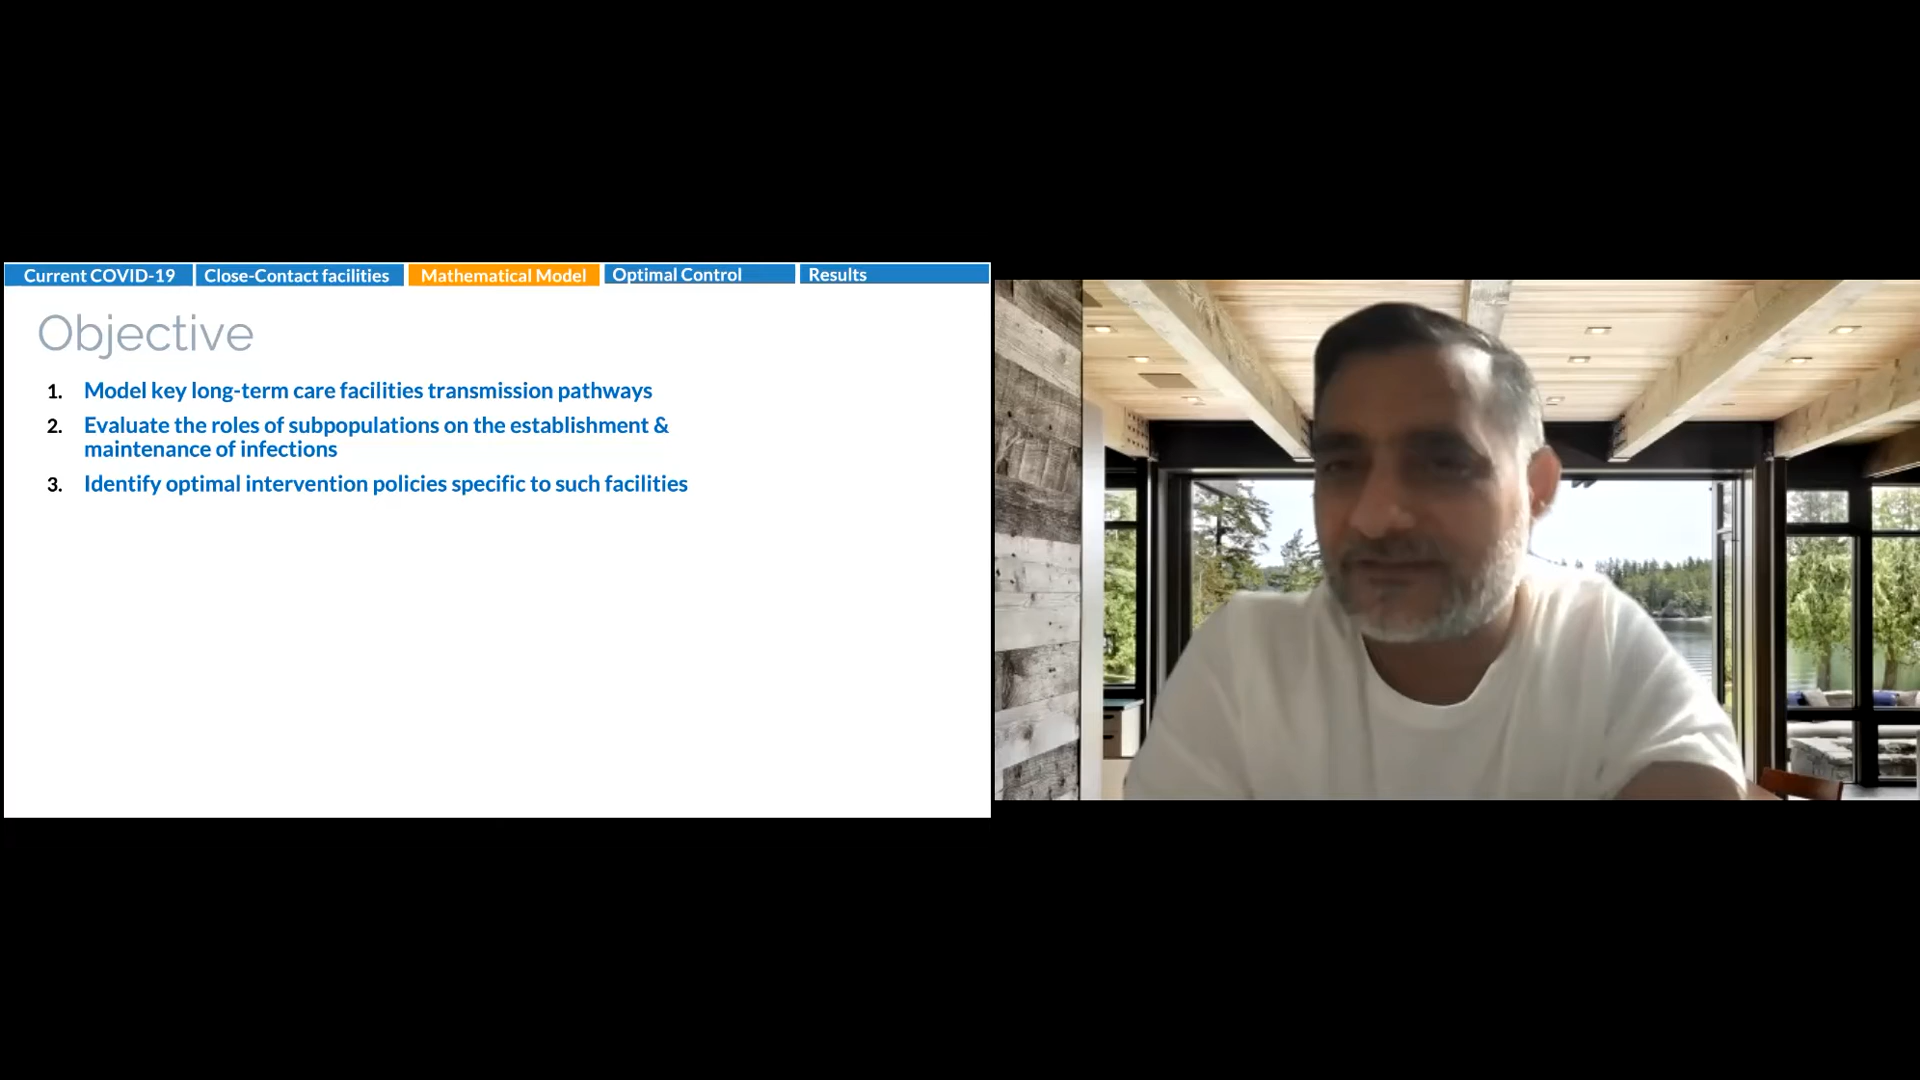 Current COVID-19 Close-Contact facilities Mathematical Model Optimal Control Results
Objective
1. Model key long-term care facilities transmission pathways
2. Evaluate the roles of subpopulations on the establishment &
maintenance of infections
3. Identify optimal intervention policies specific to such facilities